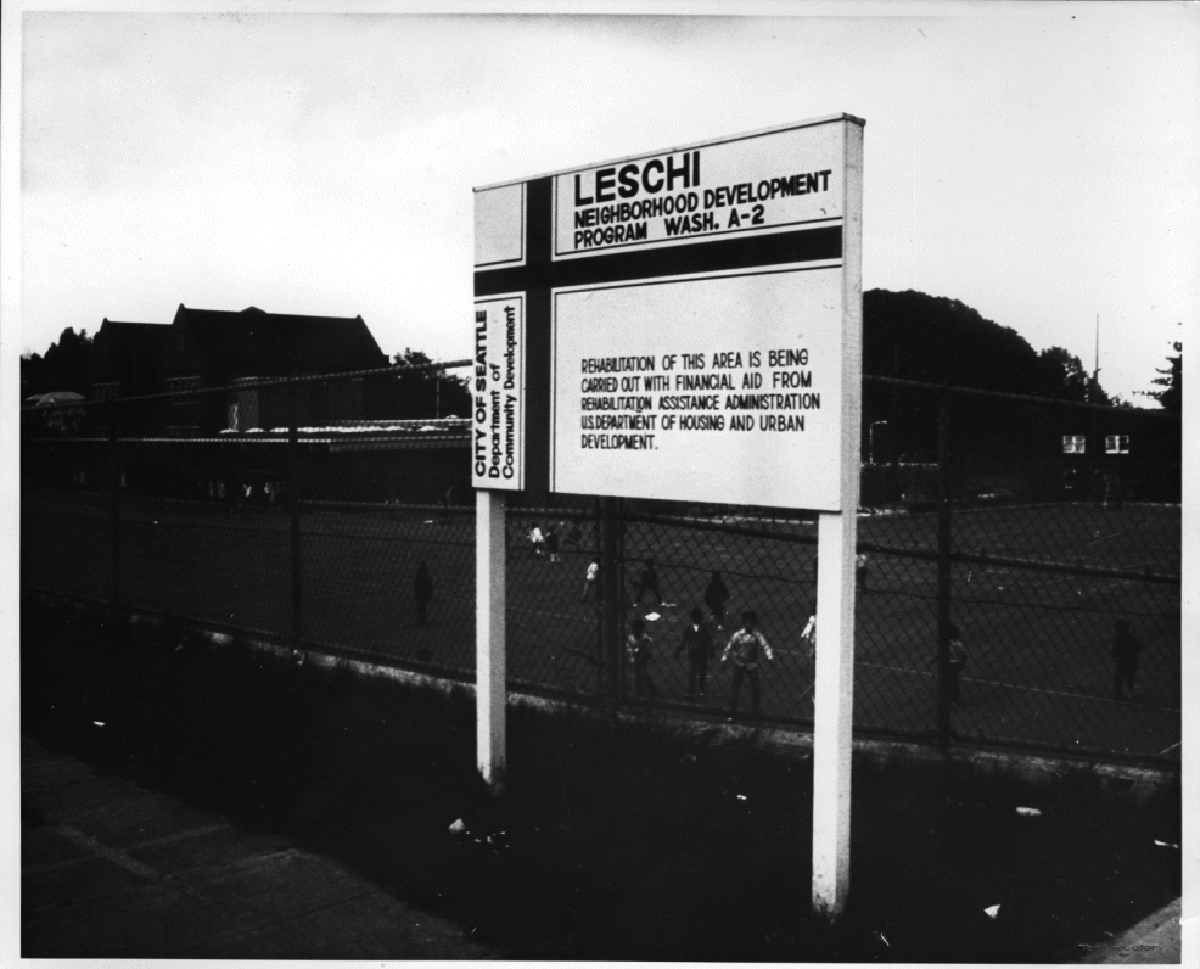 LESCHI
NEIGHBORHOOD DEVELOPMENT
PROGRAM WASH. A-2
CITY OF SEATTLE
Department of
Community Development
REHABILITATION OF THIS AREA IS BEING
CARRIED OUT WITH FINANCIAL AID FROM
REHABILITATION ASSISTANCE ADMINISTRATION
U.S. DEPARTMENT OF HOUSING AND URBAN
DEVELOPMENT.